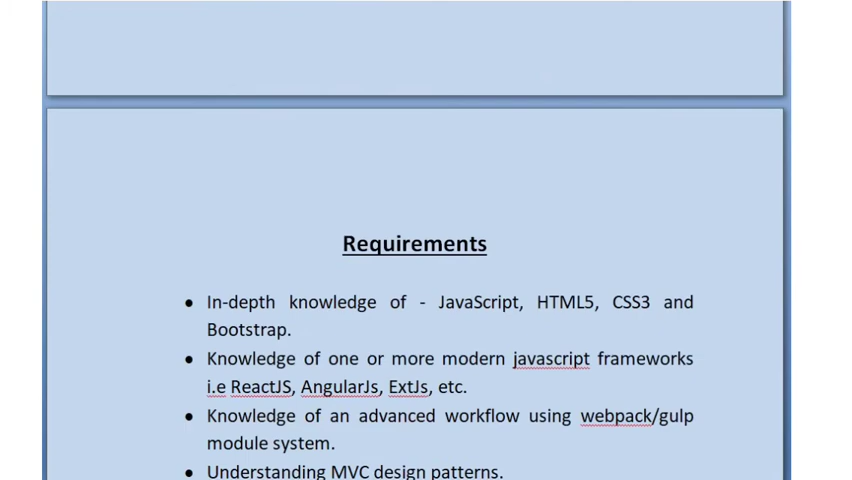 Requirements
● In-depth knowledge of - JavaScript, HTML5, CSS3 and
Bootstrap.
● Knowledge of one or more modern javascript frameworks
i.e ReactJS, AngularJs, ExtJs, etc.
● Knowledge of an advanced workflow using webpack/gulp
module system.
● Understanding MVC design patterns.